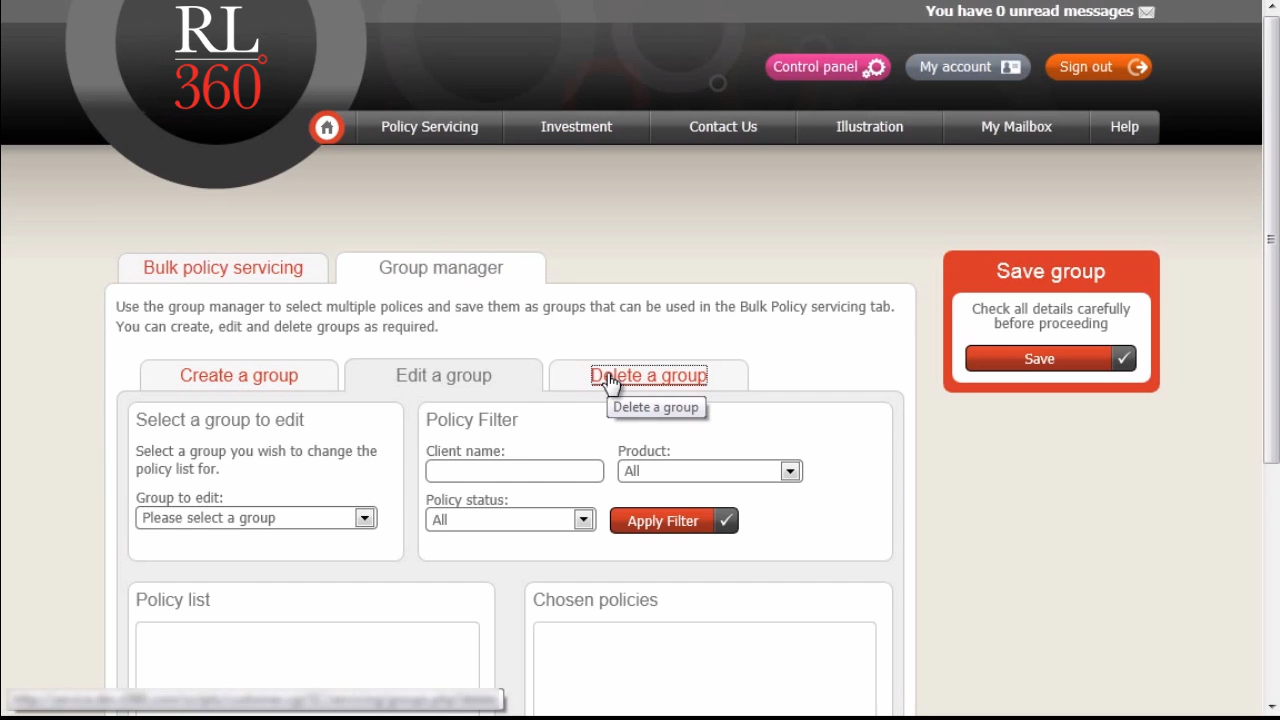 You have 0 unread messages
RL
360°
Control panel
My account
Sign out
Policy Servicing
Investment
Contact Us
Illustration
My Mailbox
Help
Bulk policy servicing
Group manager
Use the group manager to select multiple polices and save them as groups that can be used in the Bulk Policy servicing tab.
You can create, edit and delete groups as required.
Create a group
Edit a group
Delete a group
Delete a group
Select a group to edit
Select a group you wish to change the
policy list for.
Group to edit:
Please select a group
Policy Filter
Client name:
Product:
All
Policy status:
All
Apply Filter
Policy list
Chosen policies
Save group
Check all details carefully
before proceeding
Save